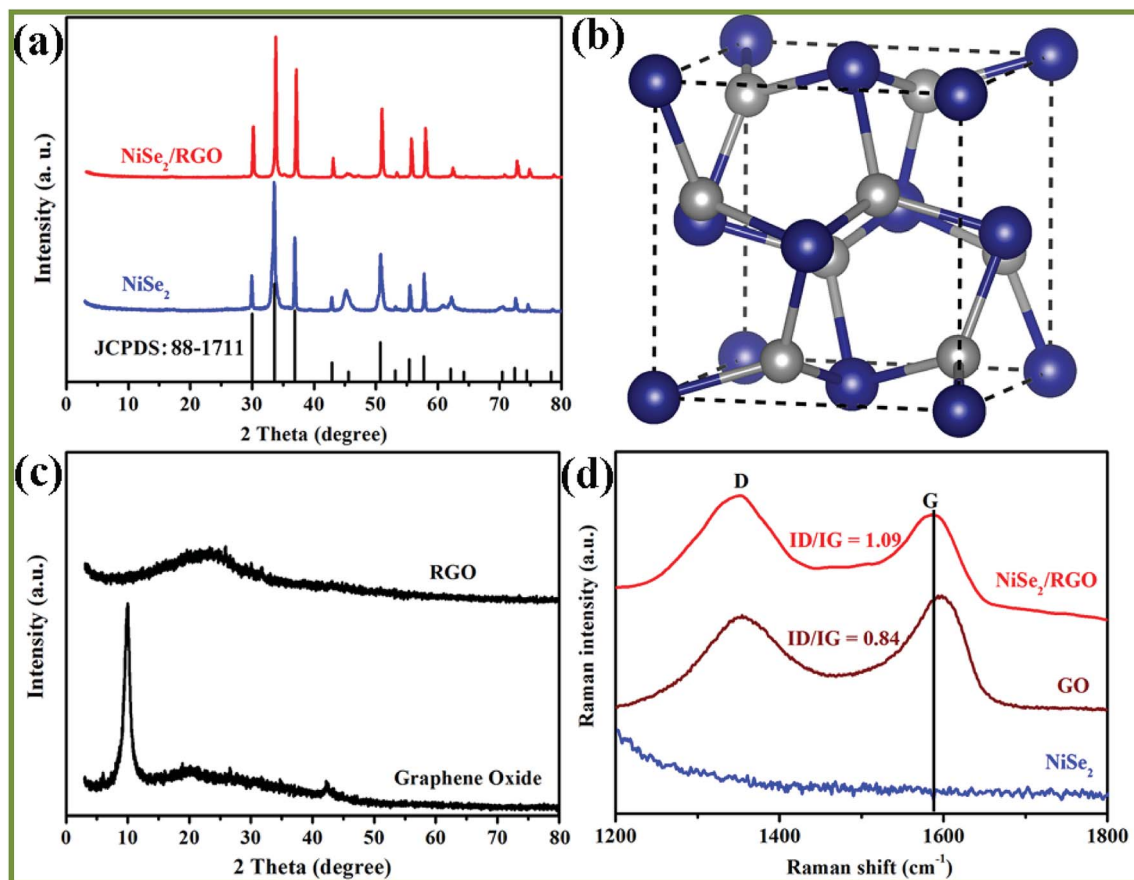 (a)
NiSe₂/RGO
NiSe₂
JCPDS: 88-1711
Intensity (a. u.)
0 10 20 30 40 50 60 70 80
2 Theta (degree)
(b)
(c)
RGO
Graphene Oxide
Intensity (a.u.)
0 10 20 30 40 50 60 70 80
2 Theta (degree)
(d)
D
G
ID/IG = 1.09
NiSe₂/RGO
ID/IG = 0.84
GO
NiSe₂
Raman intensity (a.u.)
1200 1400 1600 1800
Raman shift (cm⁻¹)